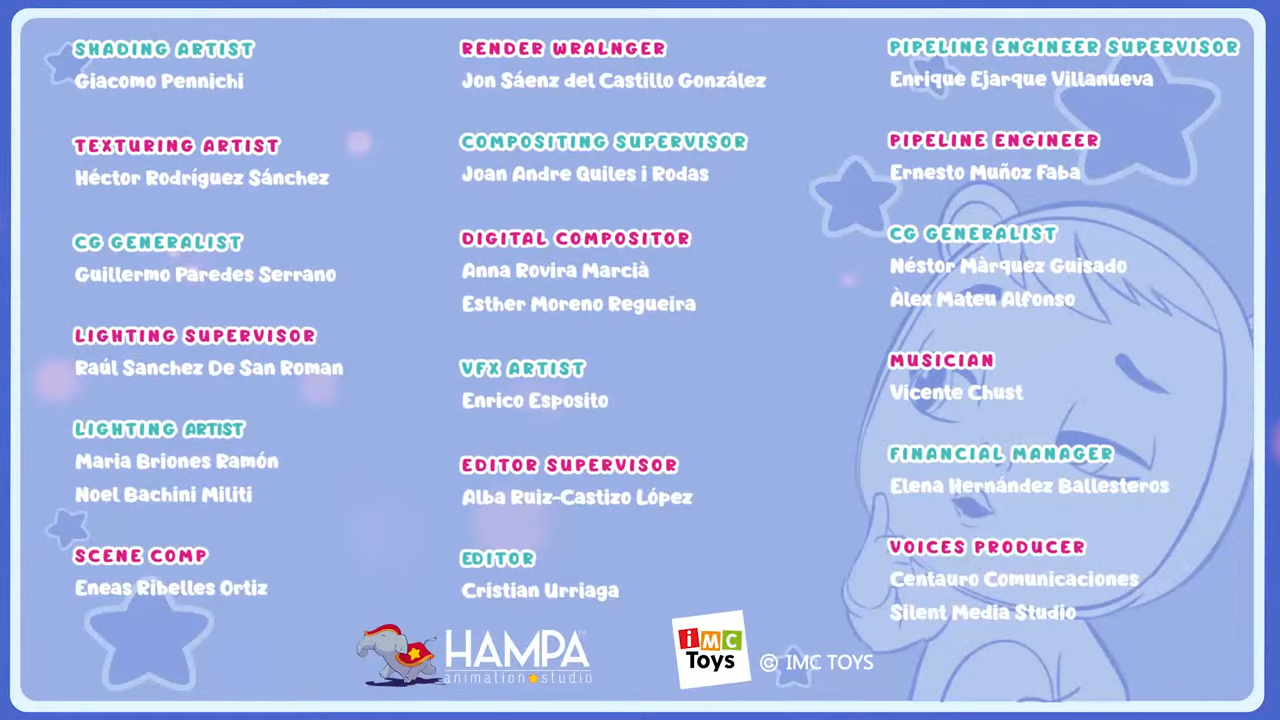 SHADING ARTIST
Giacomo Pennichi
TEXTURING ARTIST
Héctor Rodríguez Sánchez
CG GENERALIST
Guillermo Paredes Serrano
LIGHTING SUPERVISOR
Raúl Sanchez De San Roman
LIGHTING ARTIST
Maria Briones Ramón
Noel Bachini Militi
SCENE COMP
Eneas Ribelles Ortiz
RENDER WRALNGER
Jon Sáenz del Castillo González
COMPOSITING SUPERVISOR
Joan Andre Quiles i Rodas
DIGITAL COMPOSITOR
Anna Rovira Marcià
Esther Moreno Regueira
VFX ARTIST
Enrico Esposito
EDITOR SUPERVISOR
Alba Ruiz-Castizo López
EDITOR
Cristian Urriaga
PIPELINE ENGINEER SUPERVISOR
Enrique Ejarque Villanueva
PIPELINE ENGINEER
Ernesto Muñoz Faba
CG GENERALIST
Néstor Màrquez Guisado
Àlex Mateu Alfonso
MUSICIAN
Vicente Chust
FINANCIAL MANAGER
Elena Hernández Ballesteros
VOICES PRODUCER
Centauro Comunicaciones
Silent Media Studio
HAMPA™
animation studio
iMC
Toys
© IMC TOYS